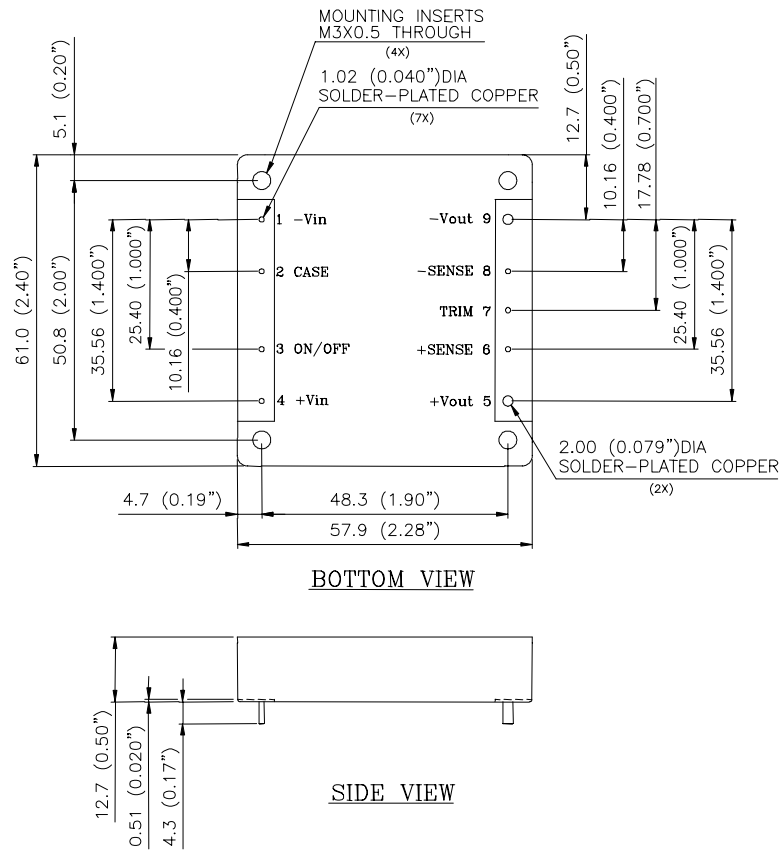 MOUNTING INSERTS
M3X0.5 THROUGH
(4X)
1.02 (0.040”)DIA
SOLDER-PLATED COPPER
(7X)
5.1 (0.20”)
12.7 (0.50”)
10.16 (0.400”)
17.78 (0.700”)
61.0 (2.40”)
50.8 (2.00”)
35.56 (1.400”)
25.40 (1.000”)
10.16 (0.400”)
1 -Vin
2 CASE
3 ON/OFF
4 +Vin
-Vout 9
-SENSE 8
TRIM 7
+SENSE 6
+Vout 5
25.40 (1.000”)
35.56 (1.400”)
2.00 (0.079”)DIA
SOLDER-PLATED COPPER
(2X)
4.7 (0.19”)
48.3 (1.90”)
57.9 (2.28”)
BOTTOM VIEW
12.7 (0.50”)
0.51 (0.020”)
4.3 (0.17”)
SIDE VIEW